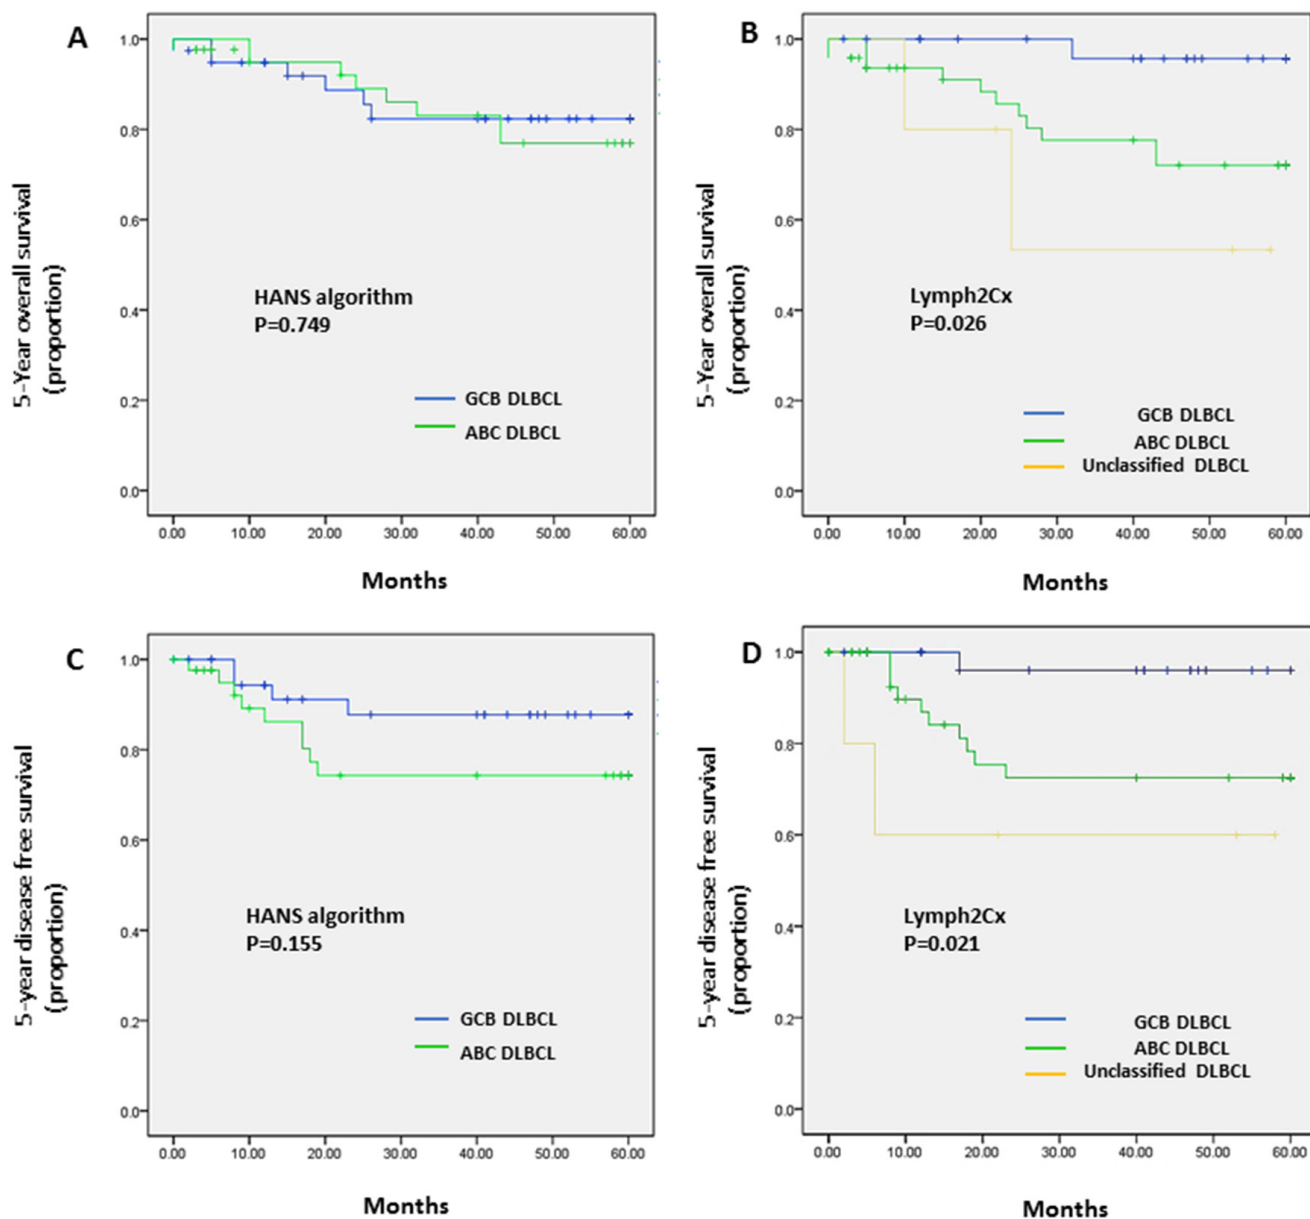 A
1.0
0.8
0.6
0.4
0.2
0.0
5-Year overall survival
(proportion)
HANS algorithm
P=0.749
GCB DLBCL
ABC DLBCL
0.00 10.00 20.00 30.00 40.00 50.00 60.00
Months
B
1.0
0.8
0.6
0.4
0.2
0.0
5-Year overall survival
(proportion)
Lymph2Cx
P=0.026
GCB DLBCL
ABC DLBCL
Unclassified DLBCL
0.00 10.00 20.00 30.00 40.00 50.00 60.00
Months
C
1.0
0.8
0.6
0.4
0.2
0.0
5-year disease free survival
(proportion)
HANS algorithm
P=0.155
GCB DLBCL
ABC DLBCL
0.00 10.00 20.00 30.00 40.00 50.00 60.00
Months
D
1.0
0.8
0.6
0.4
0.2
0.0
5-year disease free survival
(proportion)
Lymph2Cx
P=0.021
GCB DLBCL
ABC DLBCL
Unclassified DLBCL
0.00 10.00 20.00 30.00 40.00 50.00 60.00
Months